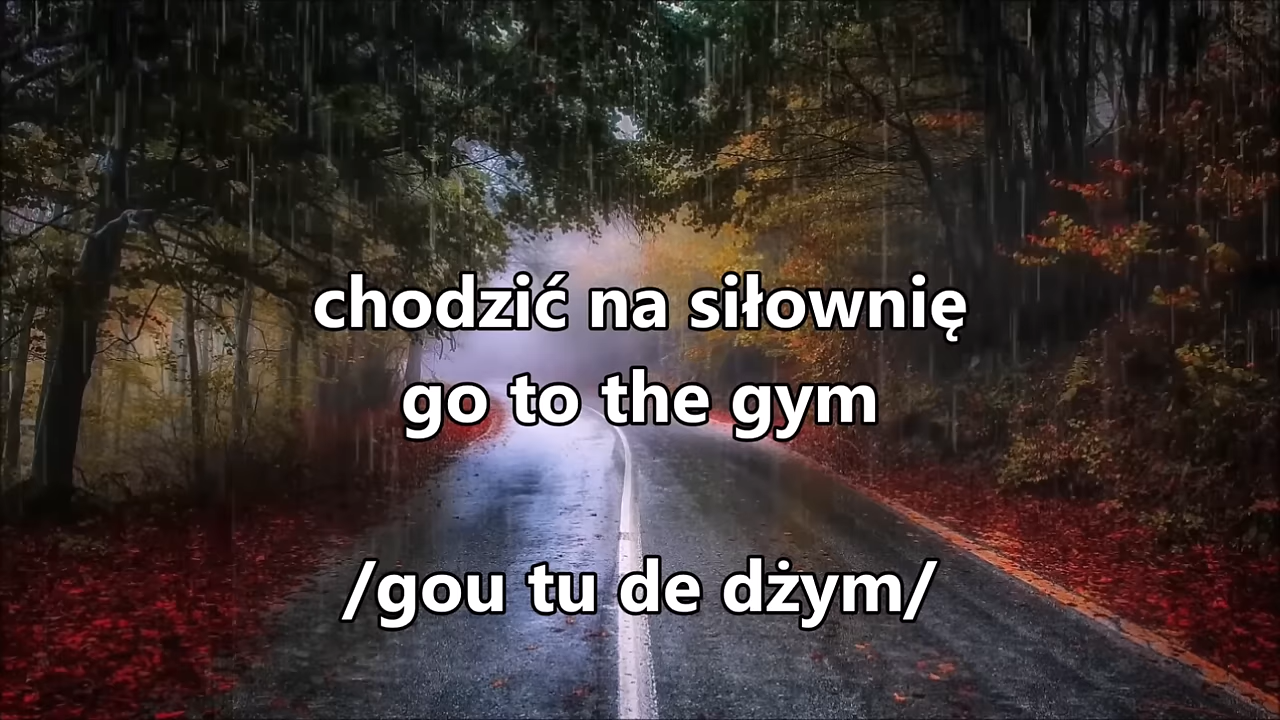 chodzić na siłownię
go to the gym
/gou tu de dżym/